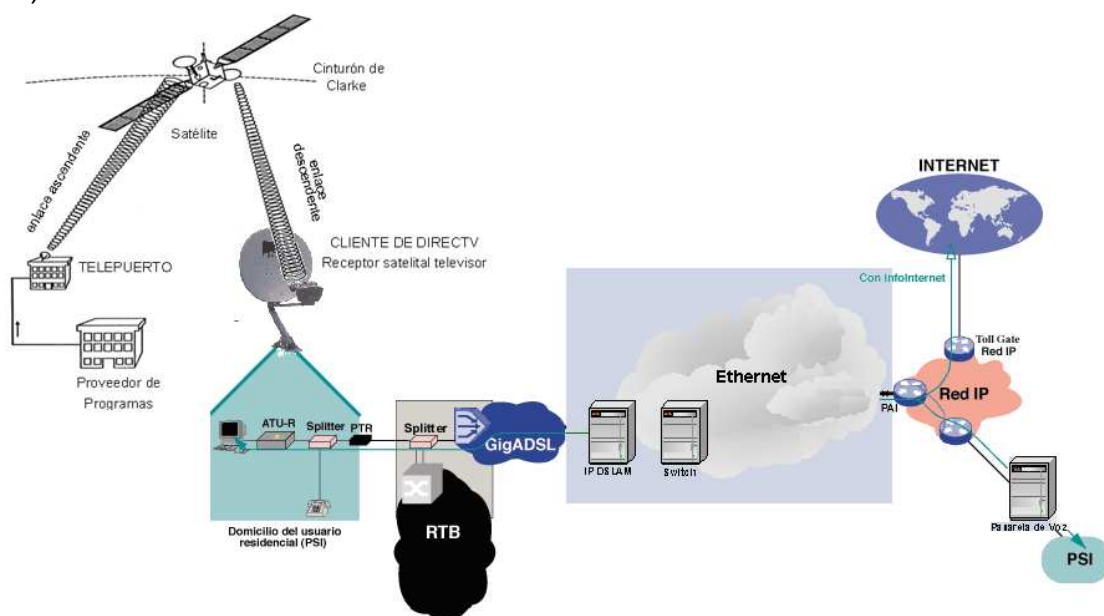 )
Cinturón de
Clarke
Satélite
enlace ascendente
enlace
descendente
TELEPUERTO
CLIENTE DE DIRECTV
Receptor satelital televisor
Proveedor de
Programas
INTERNET
Con InfoInternet
Toll Gate
Red IP
Ethernet
Red IP
PAI
ATU-R
Splitter
PTR
Splitter
GigADSL
IP DSLAM
Switch
RTB
Domicilio del usuario
residencial (PSI)
Pasarela de Voz
PSI